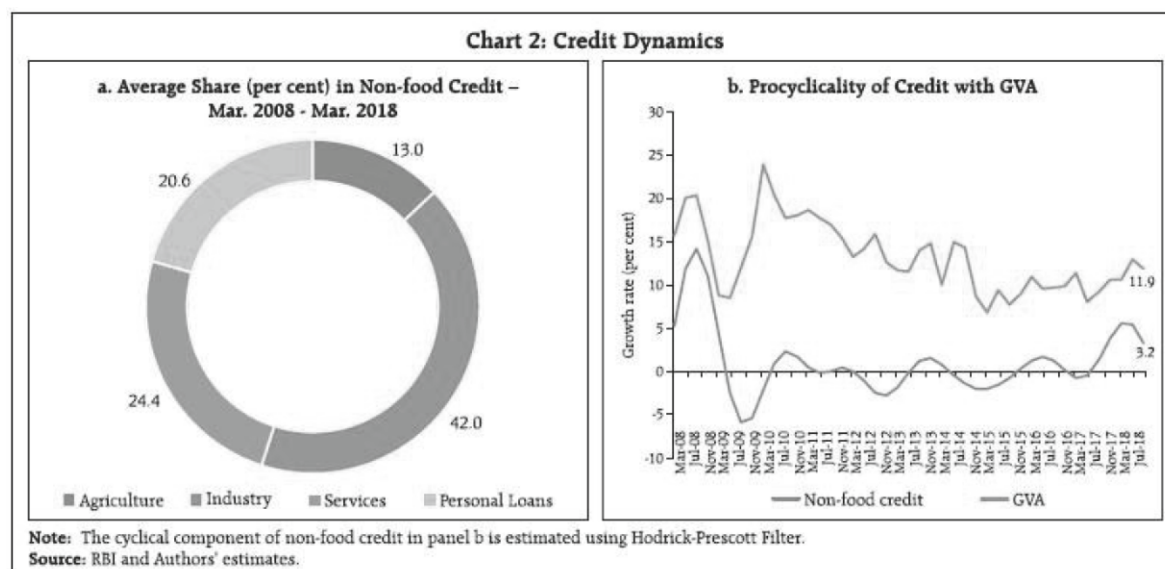 Chart 2: Credit Dynamics
a. Average Share (per cent) in Non-food Credit –
Mar. 2008 - Mar. 2018
13.0
20.6
24.4
42.0
Agriculture Industry Services Personal Loans
b. Procyclicality of Credit with GVA
Growth rate (per cent)
30
25
20
15
10
5
0
-5
-10
11.9
3.2
Mar-08
Jul-08
Nov-08
Mar-09
Jul-09
Nov-09
Mar-10
Jul-10
Nov-10
Mar-11
Jul-11
Nov-11
Mar-12
Jul-12
Nov-12
Mar-13
Jul-13
Nov-13
Mar-14
Jul-14
Nov-14
Mar-15
Jul-15
Nov-15
Mar-16
Jul-16
Nov-16
Mar-17
Jul-17
Nov-17
Mar-18
Jul-18
Non-food credit GVA
Note: The cyclical component of non-food credit in panel b is estimated using Hodrick-Prescott Filter.
Source: RBI and Authors' estimates.